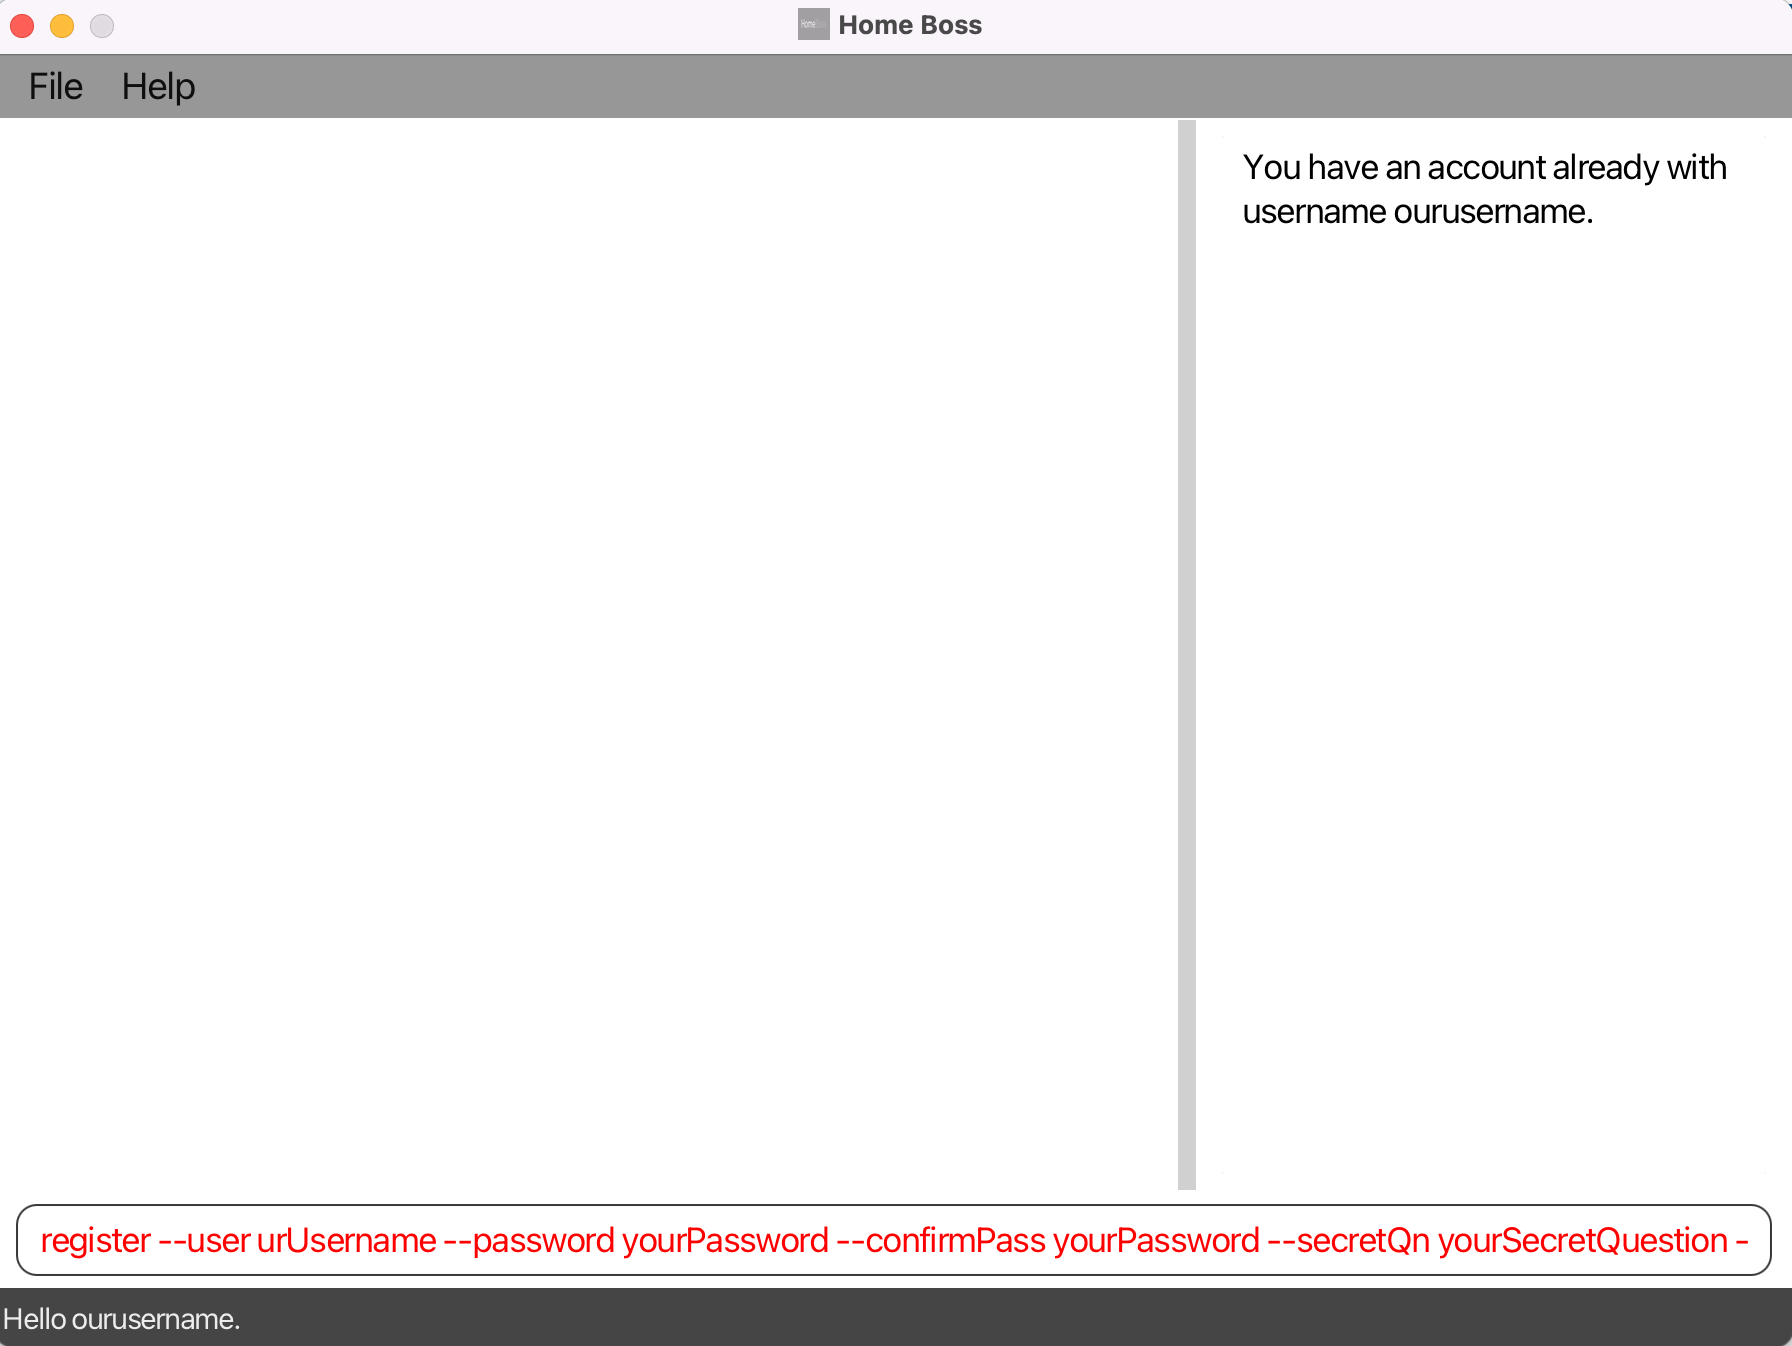 Home Boss
File Help
You have an account already with
username ourusername.
register --user urUsername --password yourPassword --confirmPass yourPassword --secretQn yourSecretQuestion -
Hello ourusername.